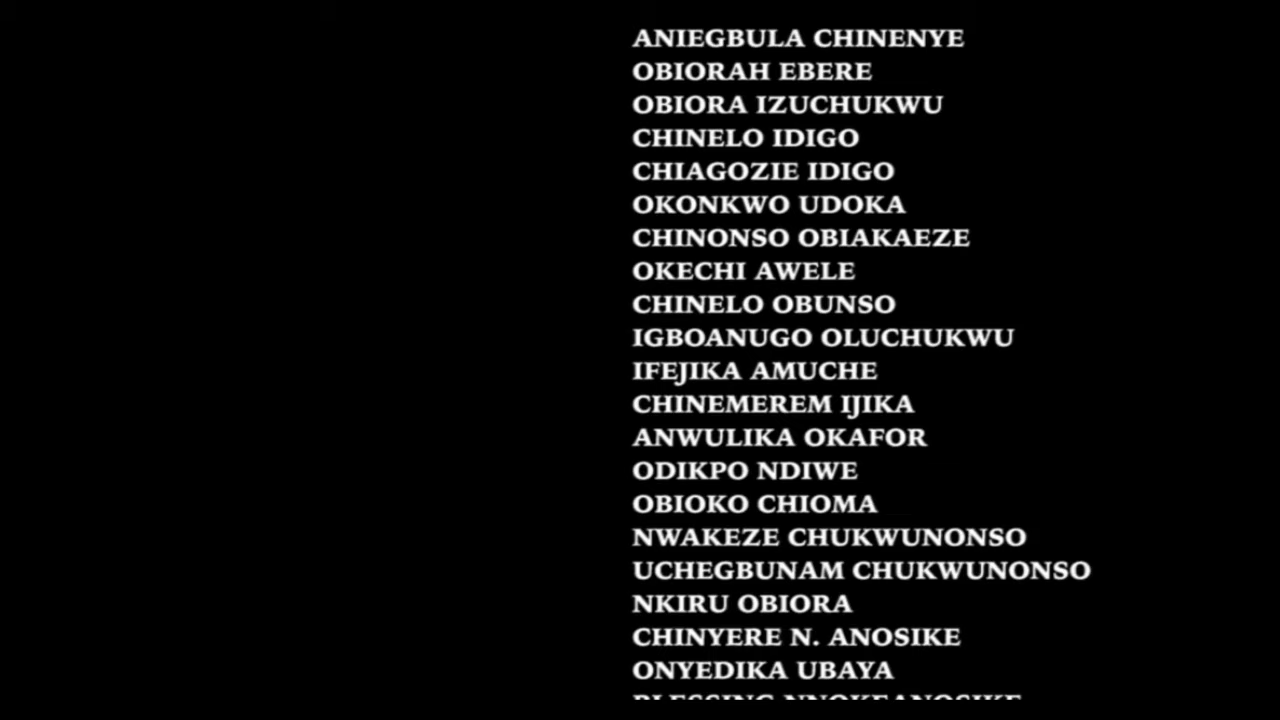 ANIEGBULA CHINENYE
OBIORAH EBERE
OBIORA IZUCHUKWU
CHINELO IDIGO
CHIAGOZIE IDIGO
OKONKWO UDOKA
CHINONSO OBIAKAEZE
OKECHI AWELE
CHINELO OBUNSO
IGBOANUGO OLUCHUKWU
IFEJIKA AMUCHE
CHINEMEREM IJIKA
ANWULIKA OKAFOR
ODIKPO NDIWE
OBIOKO CHIOMA
NWAKEZE CHUKWUNONSO
UCHEGBUNAM CHUKWUNONSO
NKIRU OBIORA
CHINYERE N. ANOSIKE
ONYEDIKA UBAYA
BLESSING